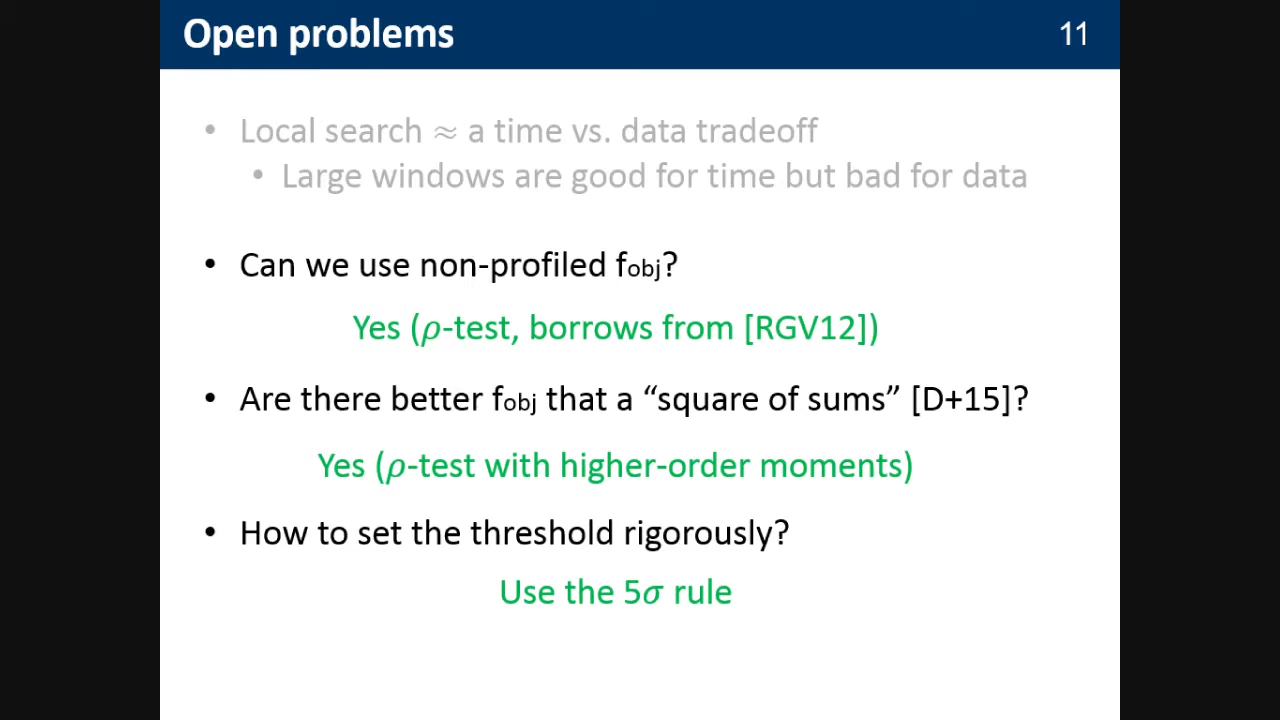 Open problems
11
• Local search ≈ a time vs. data tradeoff
• Large windows are good for time but bad for data
• Can we use non-profiled fobj?
Yes (ρ-test, borrows from [RGV12])
• Are there better fobj that a “square of sums” [D+15]?
Yes (ρ-test with higher-order moments)
• How to set the threshold rigorously?
Use the 5σ rule